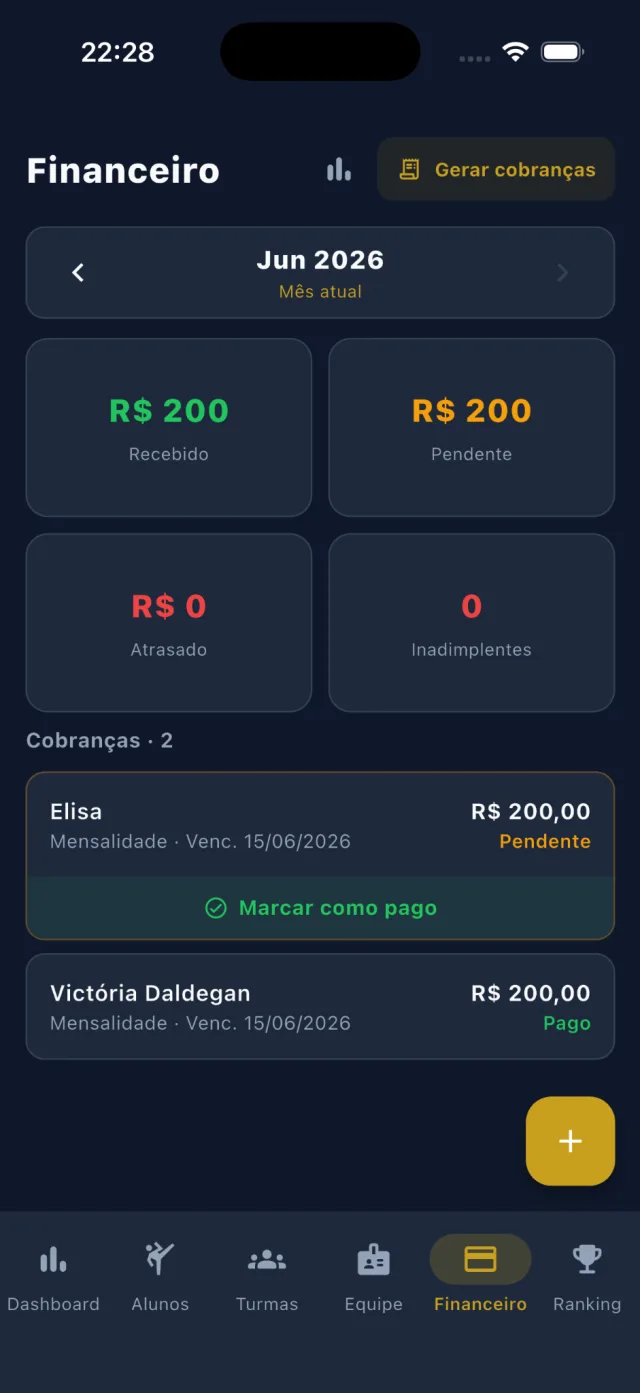 22:28
Financeiro
Gerar cobranças
Jun 2026
Mês atual
R$ 200
Recebido
R$ 200
Pendente
R$ 0
Atrasado
0
Inadimplentes
Cobranças · 2
Elisa
R$ 200,00
Mensalidade · Venc. 15/06/2026
Pendente
Marcar como pago
Victória Daldegan
R$ 200,00
Mensalidade · Venc. 15/06/2026
Pago
+
Dashboard
Alunos
Turmas
Equipe
Financeiro
Ranking